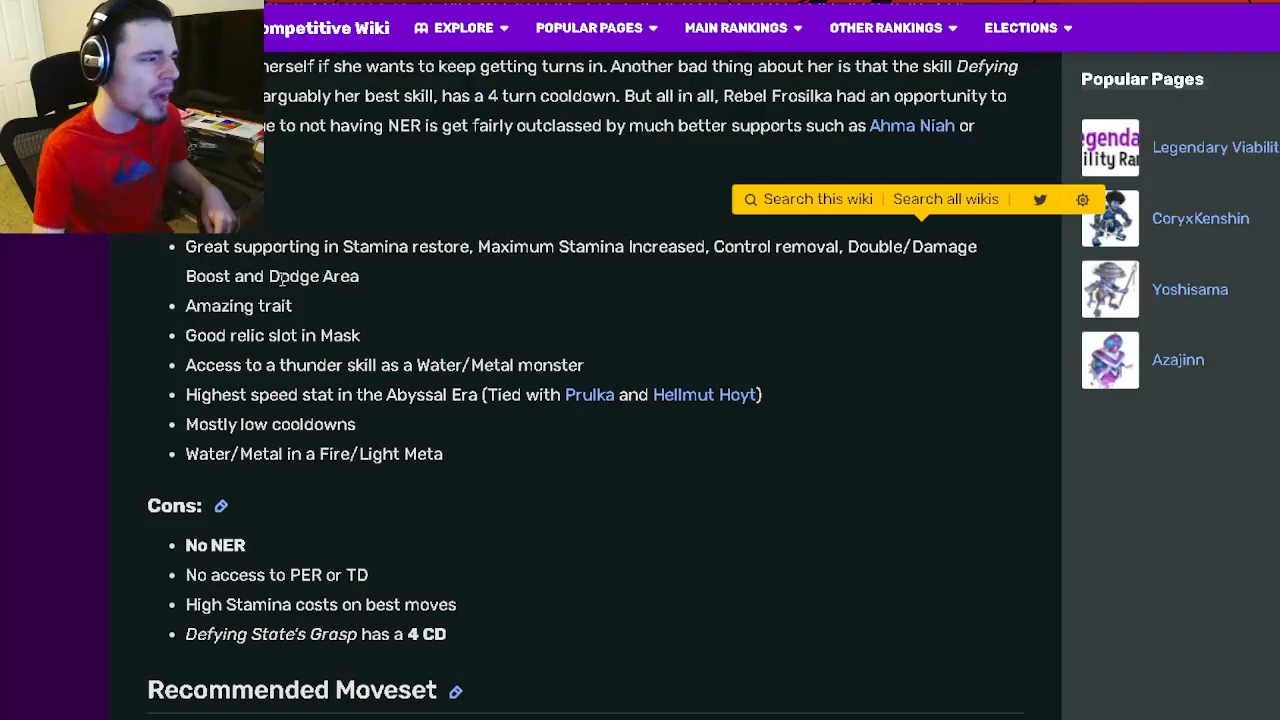 ompetitive Wiki EXPLORE POPULAR PAGES MAIN RANKINGS OTHER RANKINGS ELECTIONS
herself if she wants to keep getting turns in. Another bad thing about her is that the skill Defying
arguably her best skill, has a 4 turn cooldown. But all in all, Rebel Frosilka had an opportunity to
e to not having NER is get fairly outclassed by much better supports such as Ahma Niah or
Search this wiki Search all wikis
Great supporting in Stamina restore, Maximum Stamina Increased, Control removal, Double/Damage
Boost and Dodge Area
• Amazing trait
• Good relic slot in Mask
• Access to a thunder skill as a Water/Metal monster
• Highest speed stat in the Abyssal Era (Tied with Prulka and Hellmut Hoyt)
• Mostly low cooldowns
• Water/Metal in a Fire/Light Meta
Cons:
• No NER
• No access to PER or TD
• High Stamina costs on best moves
• Defying State's Grasp has a 4 CD
Recommended Moveset
Popular Pages
egenda
ility Ra
Legendary Viabilit
CoryxKenshin
Yoshisama
Azajinn